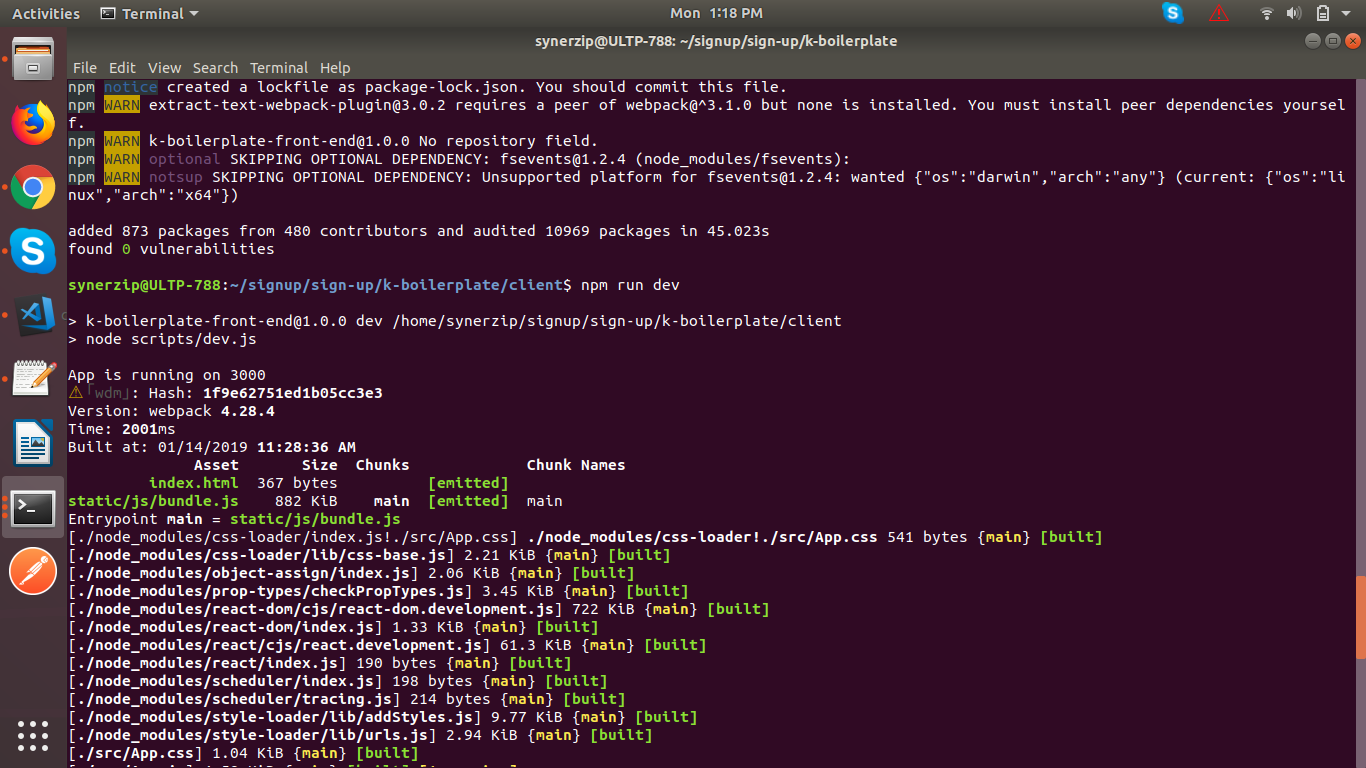 Activities Terminal Mon 1:18 PM
synerzip@ULTP-788: ~/signup/sign-up/k-boilerplate
File Edit View Search Terminal Help
npm notice created a lockfile as package-lock.json. You should commit this file.
npm WARN extract-text-webpack-plugin@3.0.2 requires a peer of webpack@^3.1.0 but none is installed. You must install peer dependencies yoursel
f.
npm WARN k-boilerplate-front-end@1.0.0 No repository field.
npm WARN optional SKIPPING OPTIONAL DEPENDENCY: fsevents@1.2.4 (node_modules/fsevents):
npm WARN notsup SKIPPING OPTIONAL DEPENDENCY: Unsupported platform for fsevents@1.2.4: wanted {"os":"darwin","arch":"any"} (current: {"os":"li
nux","arch":"x64"})
added 873 packages from 480 contributors and audited 10969 packages in 45.023s
found 0 vulnerabilities
synerzip@ULTP-788:~/signup/sign-up/k-boilerplate/client$ npm run dev
> k-boilerplate-front-end@1.0.0 dev /home/synerzip/signup/sign-up/k-boilerplate/client
> node scripts/dev.js
App is running on 3000
⚠ ｢wdm｣: Hash: 1f9e62751ed1b05cc3e3
Version: webpack 4.28.4
Time: 2001ms
Built at: 01/14/2019 11:28:36 AM
Asset Size Chunks Chunk Names
index.html 367 bytes [emitted]
static/js/bundle.js 882 KiB main [emitted] main
Entrypoint main = static/js/bundle.js
[./node_modules/css-loader/index.js!./src/App.css] ./node_modules/css-loader!./src/App.css 541 bytes {main} [built]
[./node_modules/css-loader/lib/css-base.js] 2.21 KiB {main} [built]
[./node_modules/object-assign/index.js] 2.06 KiB {main} [built]
[./node_modules/prop-types/checkPropTypes.js] 3.45 KiB {main} [built]
[./node_modules/react-dom/cjs/react-dom.development.js] 722 KiB {main} [built]
[./node_modules/react-dom/index.js] 1.33 KiB {main} [built]
[./node_modules/react/cjs/react.development.js] 61.3 KiB {main} [built]
[./node_modules/react/index.js] 190 bytes {main} [built]
[./node_modules/scheduler/index.js] 198 bytes {main} [built]
[./node_modules/scheduler/tracing.js] 214 bytes {main} [built]
[./node_modules/style-loader/lib/addStyles.js] 9.77 KiB {main} [built]
[./node_modules/style-loader/lib/urls.js] 2.94 KiB {main} [built]
[./src/App.css] 1.04 KiB {main} [built]